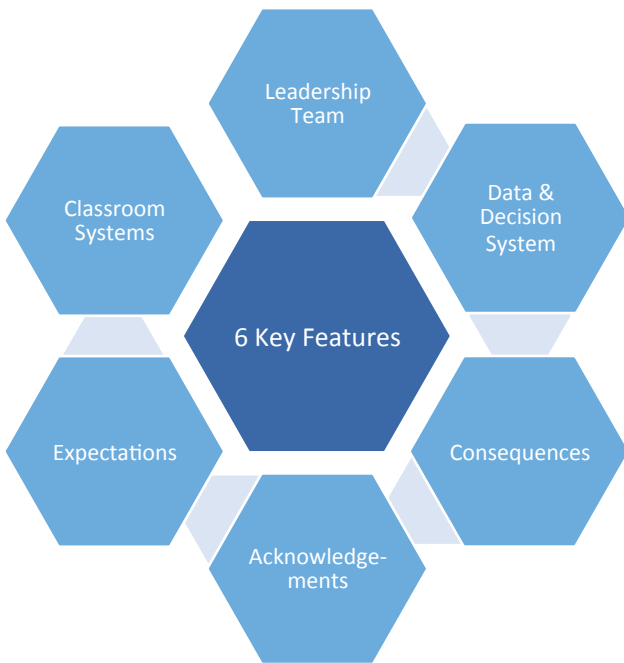 Leadership
Team
Data &
Decision
System
Classroom
Systems
6 Key Features
Expectations
Consequences
Acknowledge-
ments